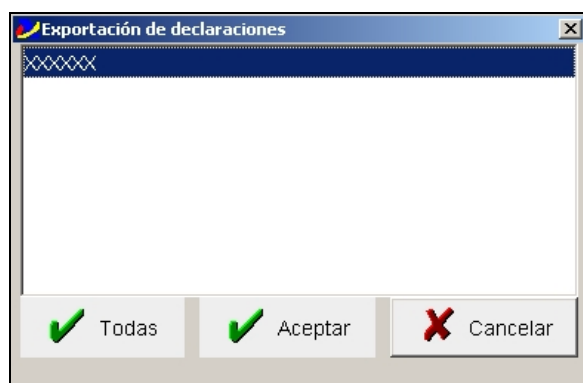 Exportación de declaraciones
XXXXXX
Todas
Aceptar
Cancelar